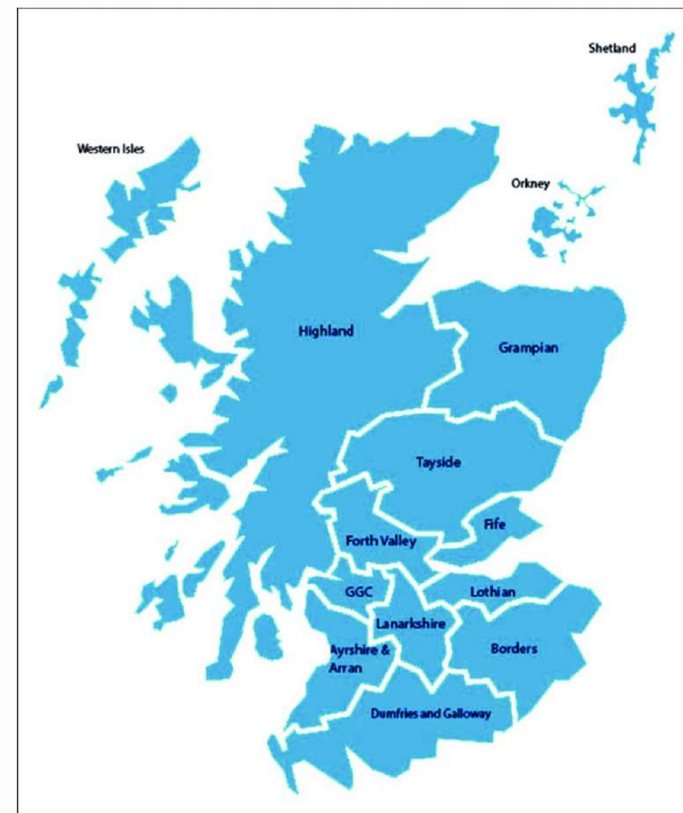 Shetland
Western Isles
Orkney
Highland
Grampian
Tayside
Fife
Forth Valley
GGC
Lothian
Lanarkshire
Ayrshire &
Arran
Borders
Dumfries and Galloway